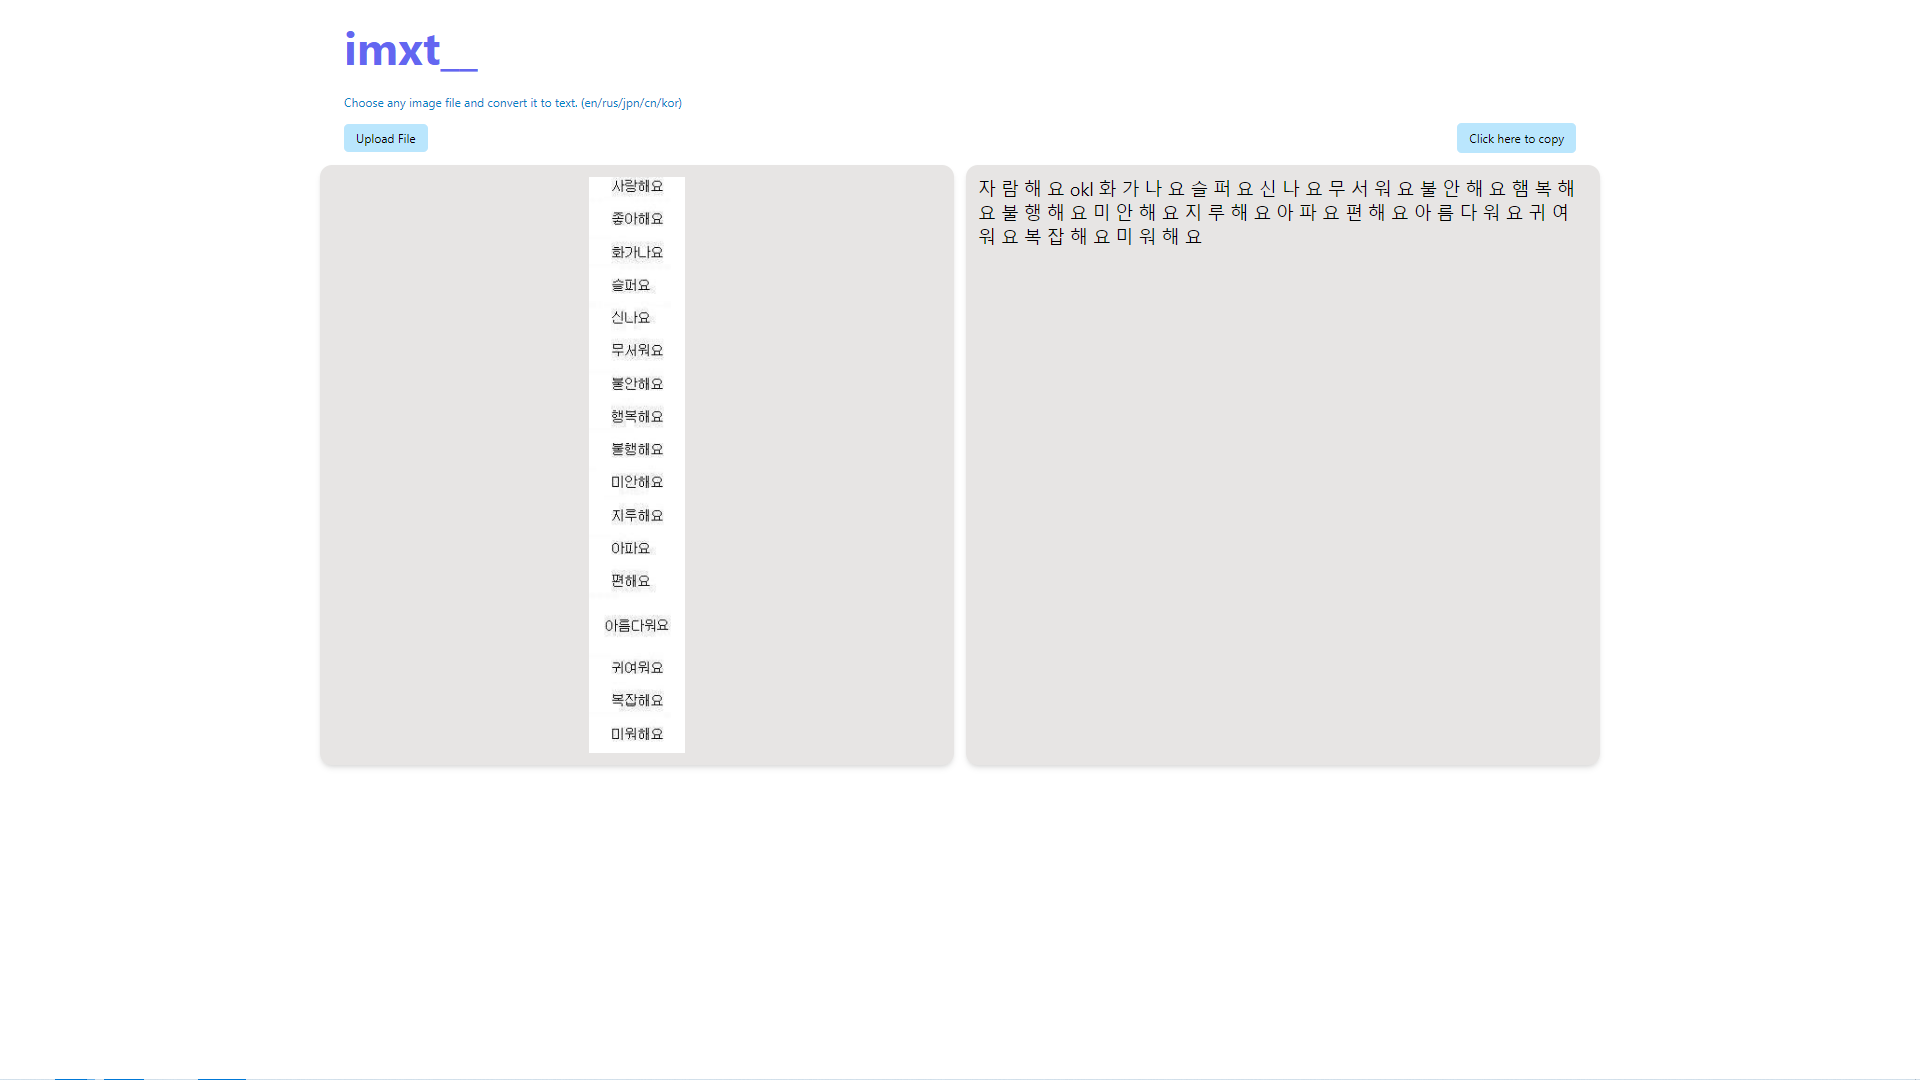 imxt__
Choose any image file and convert it to text. (en/rus/jpn/cn/kor)
Upload File
Click here to copy
사랑해요
좋아해요
화가나요
슬퍼요
신나요
무서워요
불안해요
행복해요
불행해요
미안해요
지루해요
아파요
편해요
아름다워요
귀여워요
복잡해요
미워해요
자 람 해 요 okl 화 가 나 요 슬 퍼 요 신 나 요 무 서 워 요 불 안 해 요 햄 복 해
요 불 행 해 요 미 안 해 요 지 루 해 요 아 파 요 편 해 요 아 름 다 워 요 귀 여
워 요 복 잡 해 요 미 워 해 요